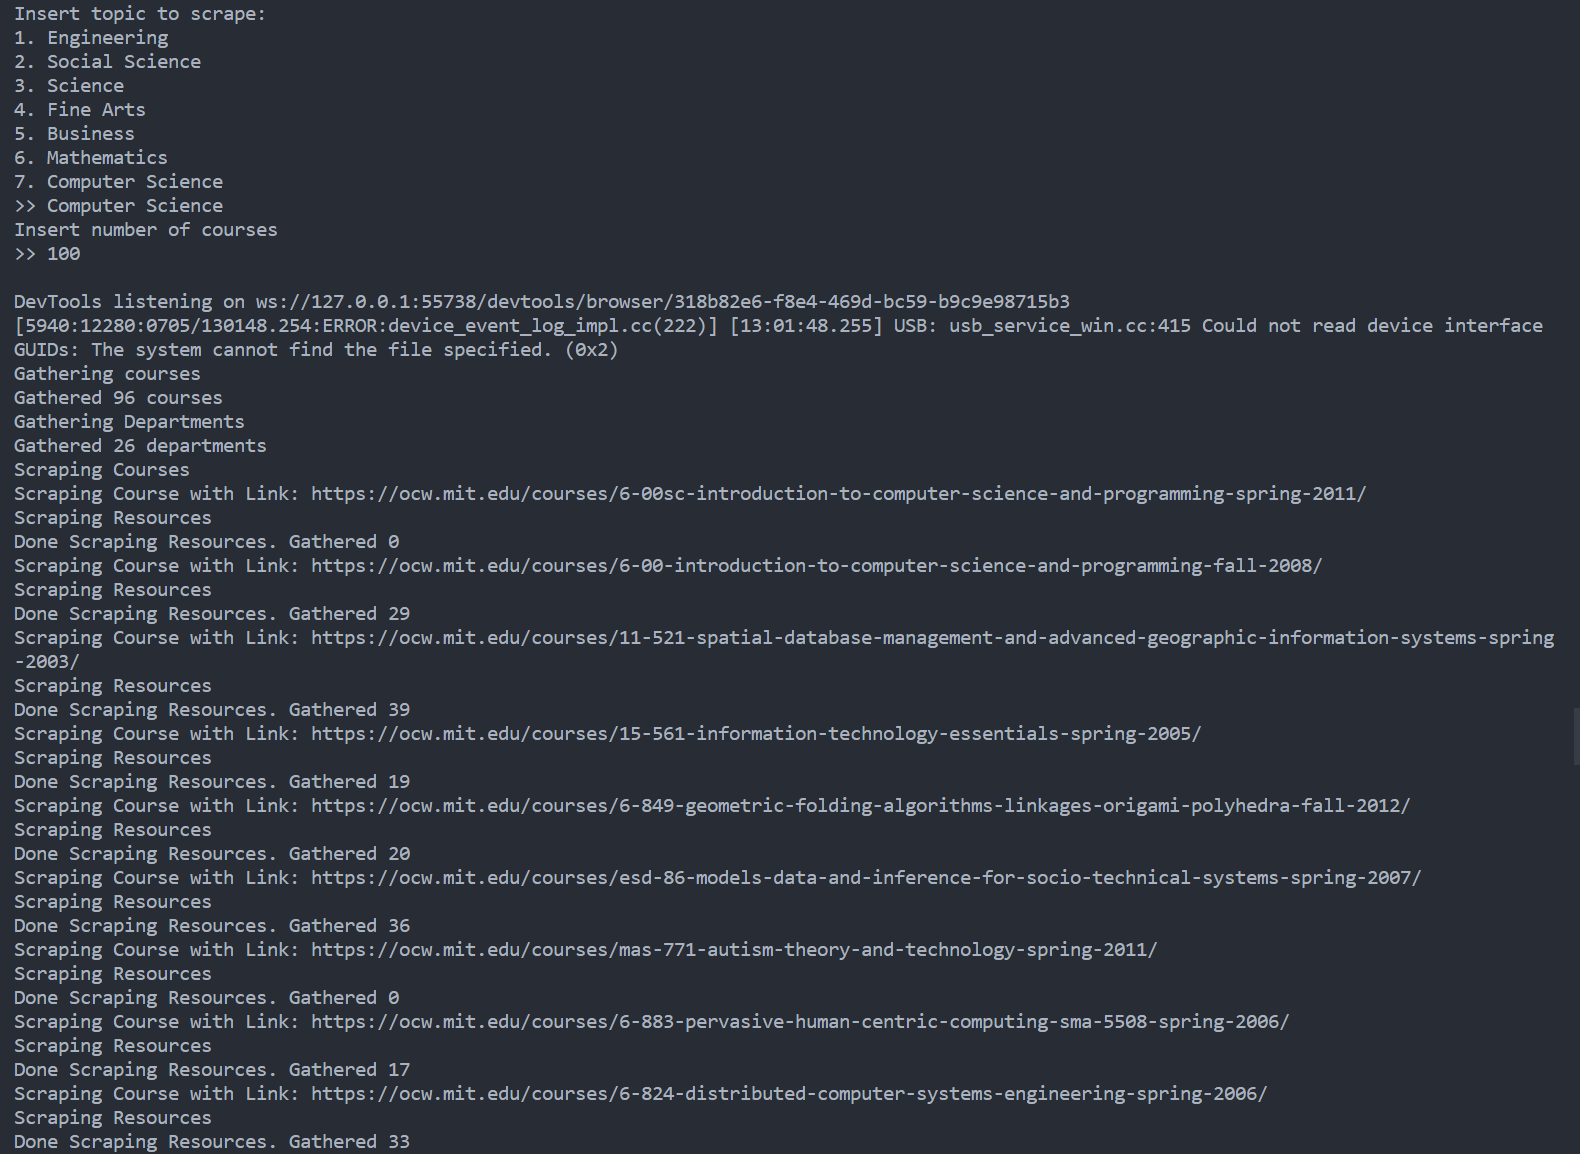 Insert topic to scrape:
1. Engineering
2. Social Science
3. Science
4. Fine Arts
5. Business
6. Mathematics
7. Computer Science
>> Computer Science
Insert number of courses
>> 100
DevTools listening on ws://127.0.0.1:55738/devtools/browser/318b82e6-f8e4-469d-bc59-b9c9e98715b3
[5940:12280:0705/130148.254:ERROR:device_event_log_impl.cc(222)] [13:01:48.255] USB: usb_service_win.cc:415 Could not read device interface
GUIDs: The system cannot find the file specified. (0x2)
Gathering courses
Gathered 96 courses
Gathering Departments
Gathered 26 departments
Scraping Courses
Scraping Course with Link: https://ocw.mit.edu/courses/6-00sc-introduction-to-computer-science-and-programming-spring-2011/
Scraping Resources
Done Scraping Resources. Gathered 0
Scraping Course with Link: https://ocw.mit.edu/courses/6-00-introduction-to-computer-science-and-programming-fall-2008/
Scraping Resources
Done Scraping Resources. Gathered 29
Scraping Course with Link: https://ocw.mit.edu/courses/11-521-spatial-database-management-and-advanced-geographic-information-systems-spring
-2003/
Scraping Resources
Done Scraping Resources. Gathered 39
Scraping Course with Link: https://ocw.mit.edu/courses/15-561-information-technology-essentials-spring-2005/
Scraping Resources
Done Scraping Resources. Gathered 19
Scraping Course with Link: https://ocw.mit.edu/courses/6-849-geometric-folding-algorithms-linkages-origami-polyhedra-fall-2012/
Scraping Resources
Done Scraping Resources. Gathered 20
Scraping Course with Link: https://ocw.mit.edu/courses/esd-86-models-data-and-inference-for-socio-technical-systems-spring-2007/
Scraping Resources
Done Scraping Resources. Gathered 36
Scraping Course with Link: https://ocw.mit.edu/courses/mas-771-autism-theory-and-technology-spring-2011/
Scraping Resources
Done Scraping Resources. Gathered 0
Scraping Course with Link: https://ocw.mit.edu/courses/6-883-pervasive-human-centric-computing-sma-5508-spring-2006/
Scraping Resources
Done Scraping Resources. Gathered 17
Scraping Course with Link: https://ocw.mit.edu/courses/6-824-distributed-computer-systems-engineering-spring-2006/
Scraping Resources
Done Scraping Resources. Gathered 33